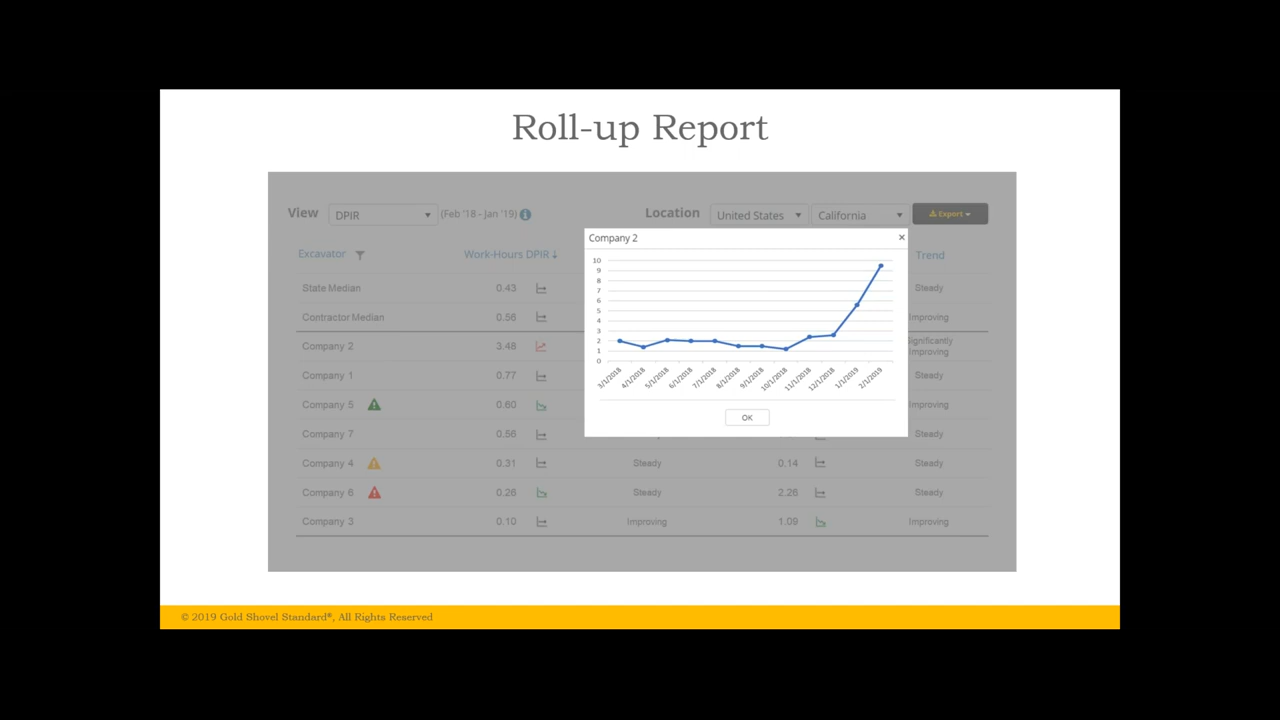 Roll-up Report
View DPIR (Feb '18 - Jan '19) Location United States California Export
Excavator Work-Hours DPIR Trend
State Median 0.43 Steady
Contractor Median 0.56 Improving
Company 2 3.48 Significantly Improving
Company 1 0.77 Steady
Company 5 0.60 Improving
Company 7 0.56 Steady
Company 4 0.31 Steady 0.14 Steady
Company 6 0.26 Steady 2.26 Steady
Company 3 0.10 Improving 1.09 Improving
Company 2 ×
10
9
8
7
6
5
4
3
2
1
0
3/1/2018 4/1/2018 5/1/2018 6/1/2018 7/1/2018 8/1/2018 9/1/2018 10/1/2018 11/1/2018 12/1/2018 1/1/2019 2/1/2019
OK
© 2019 Gold Shovel Standard®, All Rights Reserved